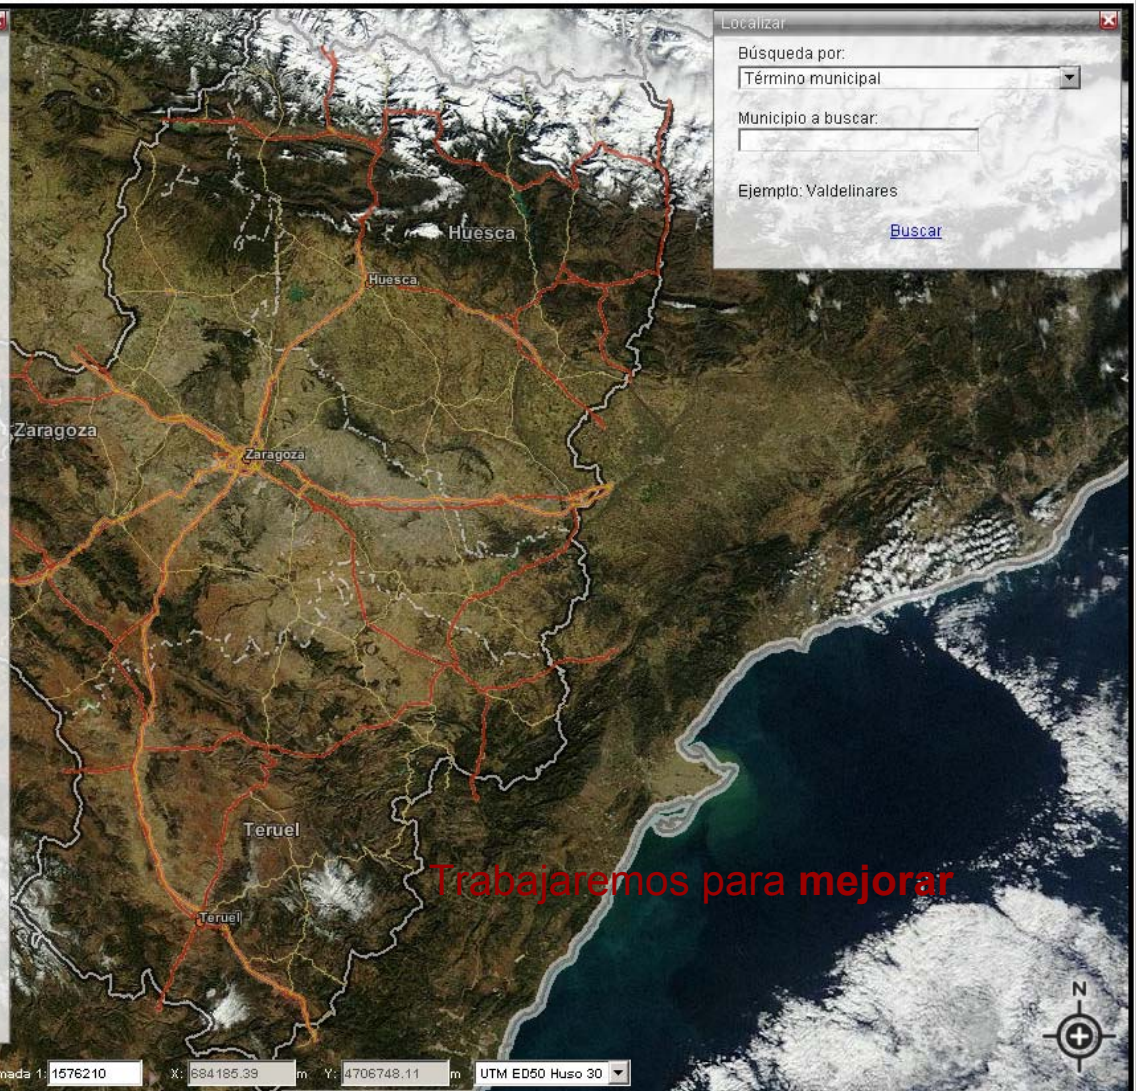 Localizar
Búsqueda por:
Término municipal
Municipio a buscar:
Ejemplo: Valdelinares
Buscar
Huesca
Huesca
Zaragoza
Zaragoza
Teruel
Teruel
Trabajaremos para mejorar
N
mada 1: 1576210 X: 684185.39 m Y: 4706748.11 m UTM ED50 Huso 30